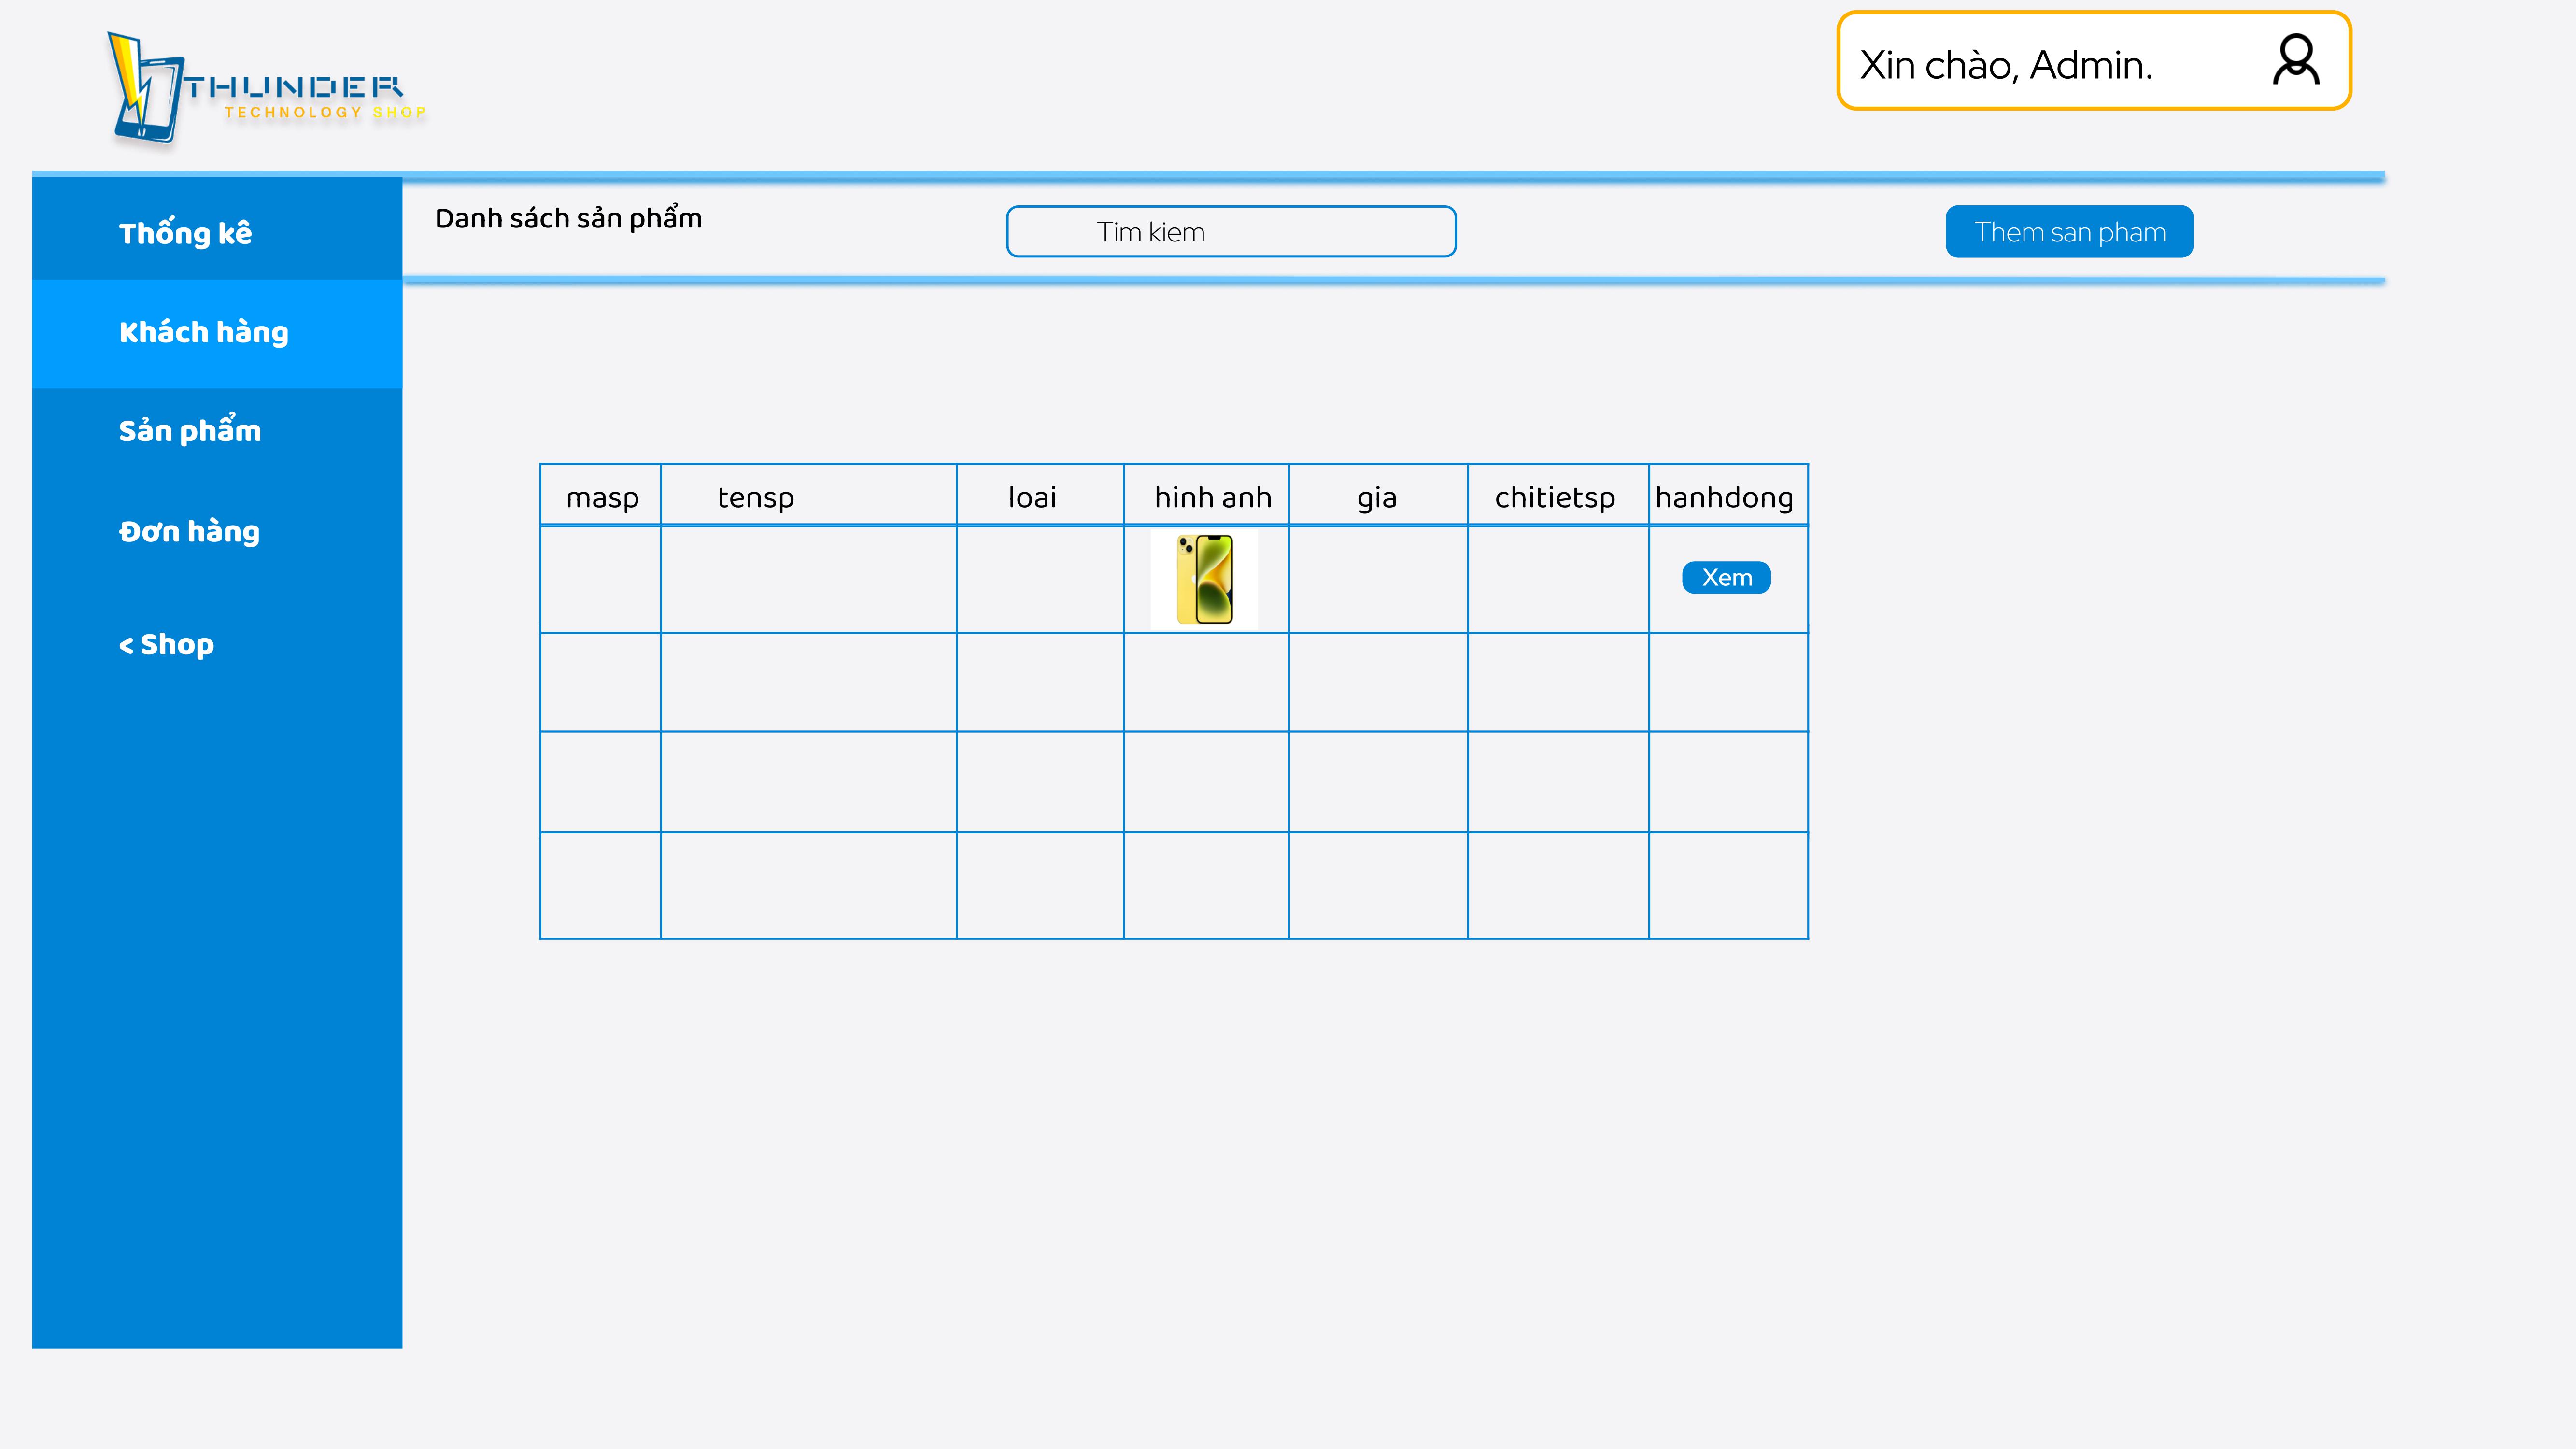 THUNDER
TECHNOLOGY SHOP
Xin chào, Admin.
Thống kê
Khách hàng
Sản phẩm
Đơn hàng
< Shop
Danh sách sản phẩm
Tim kiem
Them san pham
masp tensp loai hinh anh gia chitietsp hanhdong
Xem